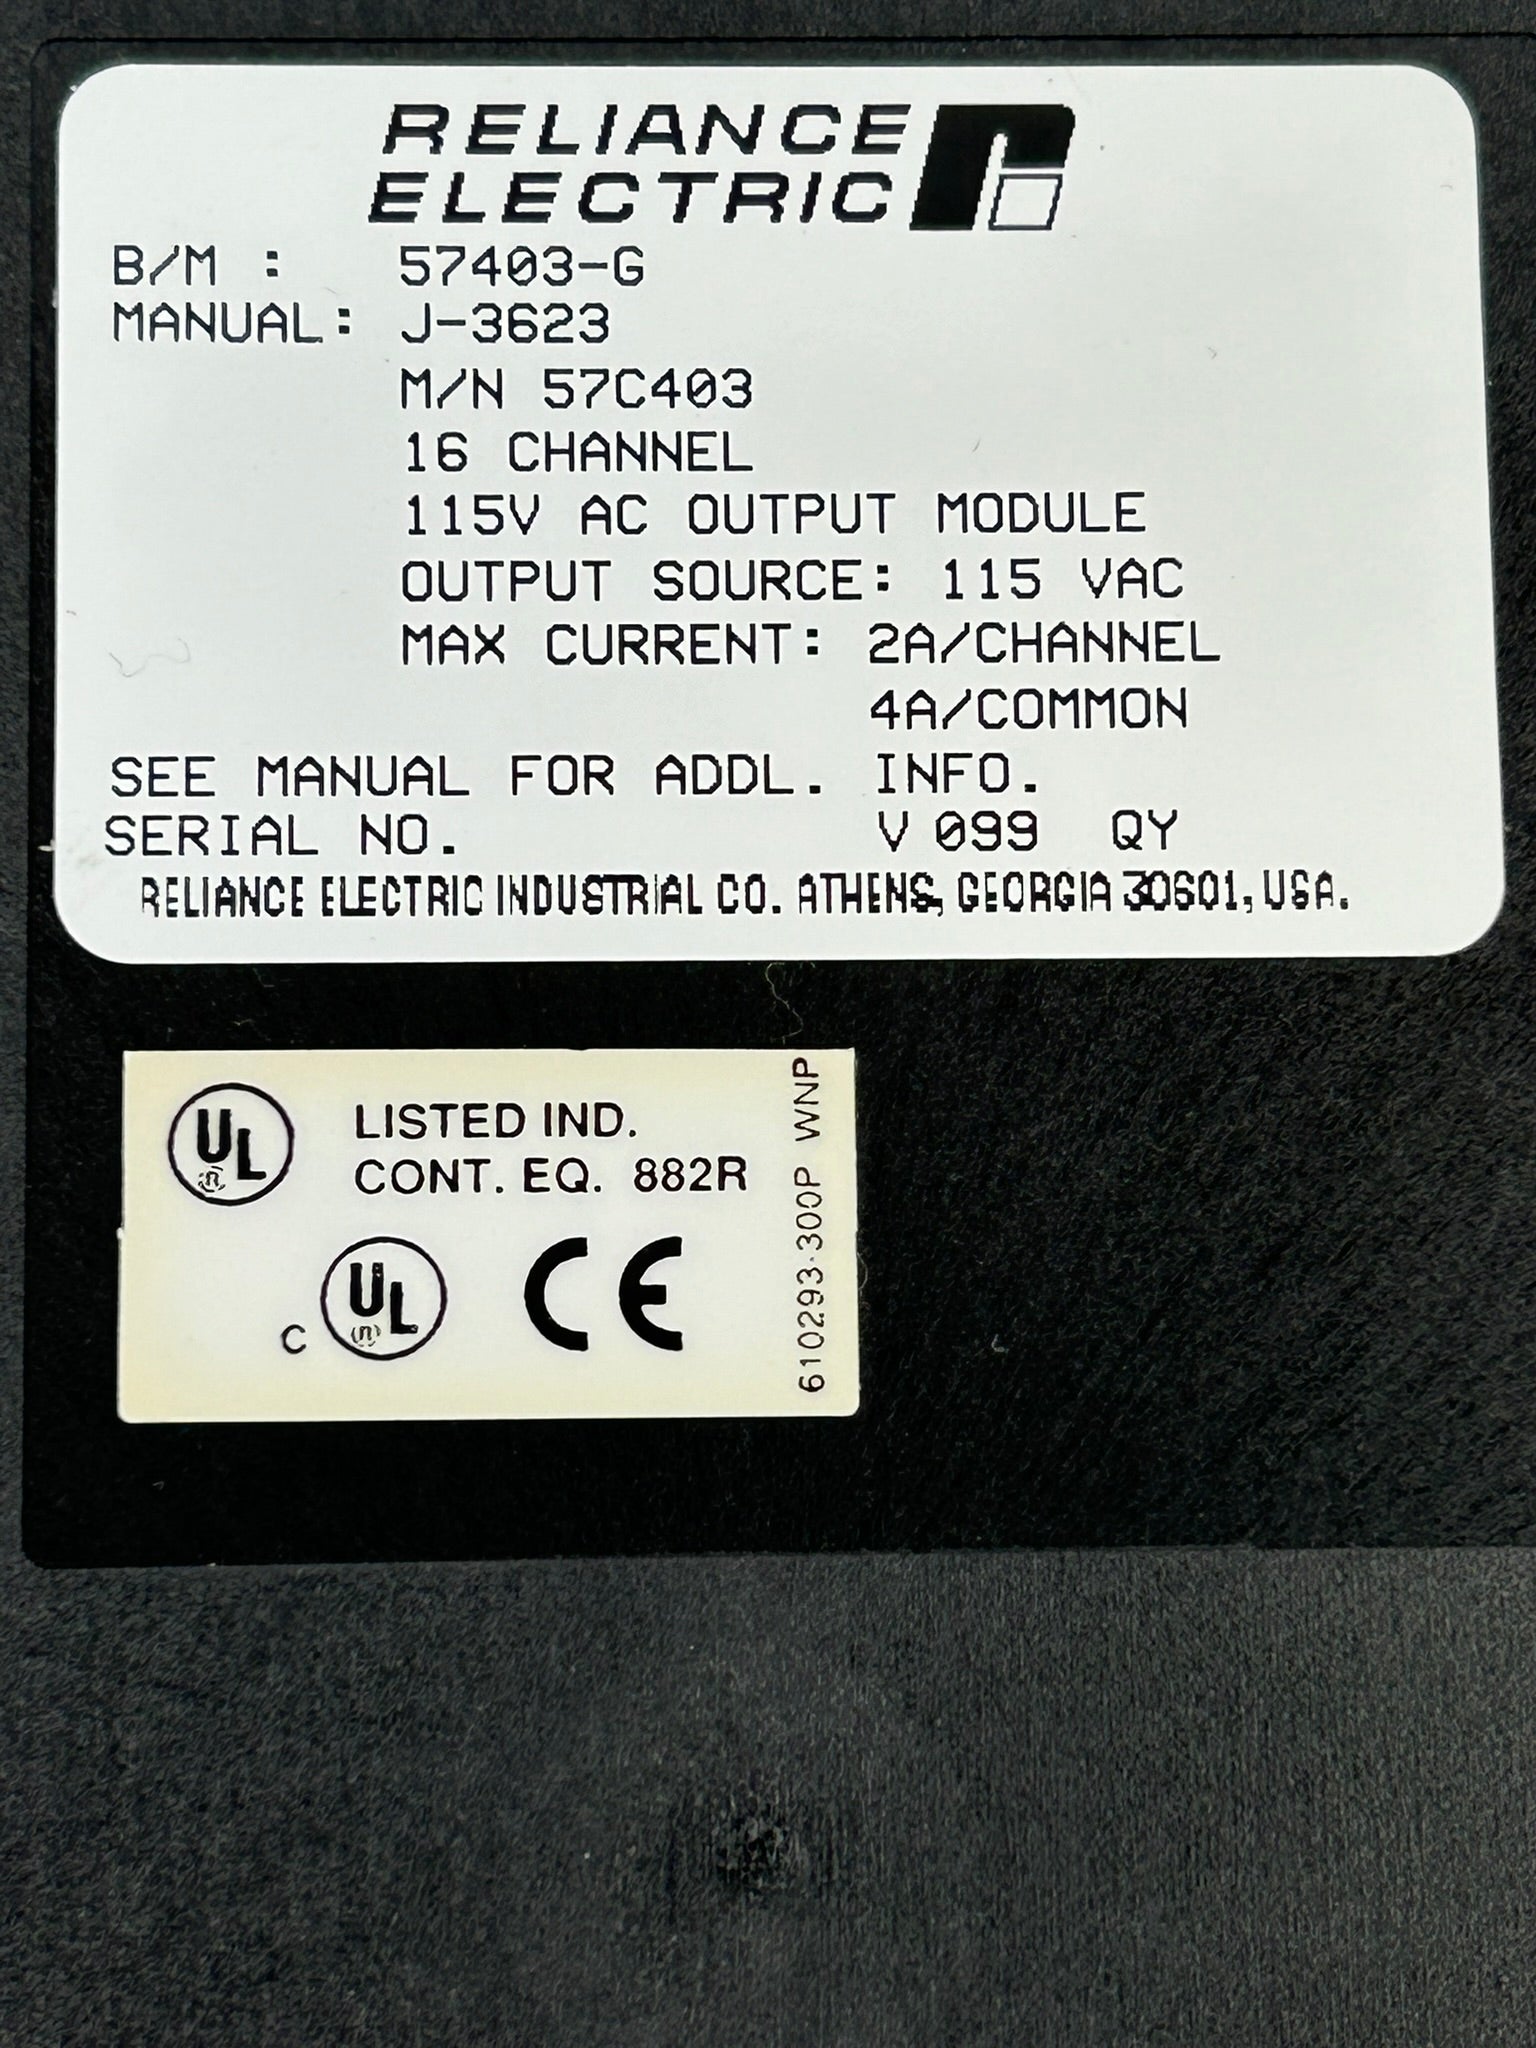 RELIANCE
ELECTRIC
B/M : 57403-G
MANUAL: J-3623
M/N 57C403
16 CHANNEL
115V AC OUTPUT MODULE
OUTPUT SOURCE: 115 VAC
MAX CURRENT: 2A/CHANNEL
4A/COMMON
SEE MANUAL FOR ADDL. INFO.
SERIAL NO. V 099 QY
RELIANCE ELECTRIC INDUSTRIAL CO. ATHENS, GEORGIA 30601, USA.
UL LISTED IND.
CONT. EQ. 882R
C UL CE
610293-300P WNP